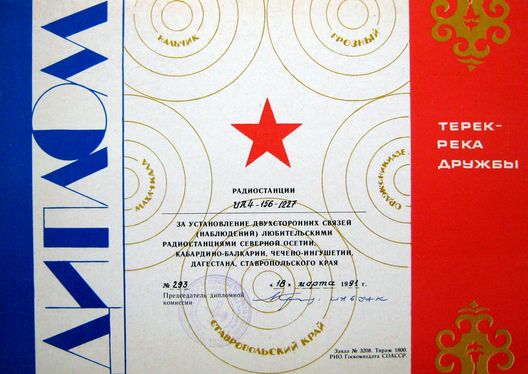 ДИПЛОМ
НАЛЬЧИК
ГРОЗНЫЙ
МАХАЧКАЛА
ОРДЖОНИКИДЗЕ
ТЕРЕК-
РЕКА
ДРУЖБЫ
РАДИОСТАНЦИИ
UA4-156-1227
ЗА УСТАНОВЛЕНИЕ ДВУХСТОРОННИХ СВЯЗЕЙ
(НАБЛЮДЕНИЙ) ЛЮБИТЕЛЬСКИМИ
РАДИОСТАНЦИЯМИ СЕВЕРНОЙ ОСЕТИИ,
КАБАРДИНО-БАЛКАРИИ, ЧЕЧЕНО-ИНГУШЕТИИ,
ДАГЕСТАНА, СТАВРОПОЛЬСКОГО КРАЯ
№ 293 « 18 » марта 1991 г.
Председатель дипломной
комиссии
СТАВРОПОЛЬСКИЙ КРАЙ
Заказ № 3208. Тираж 1800.
РИО Госкомиздата СОАССР.